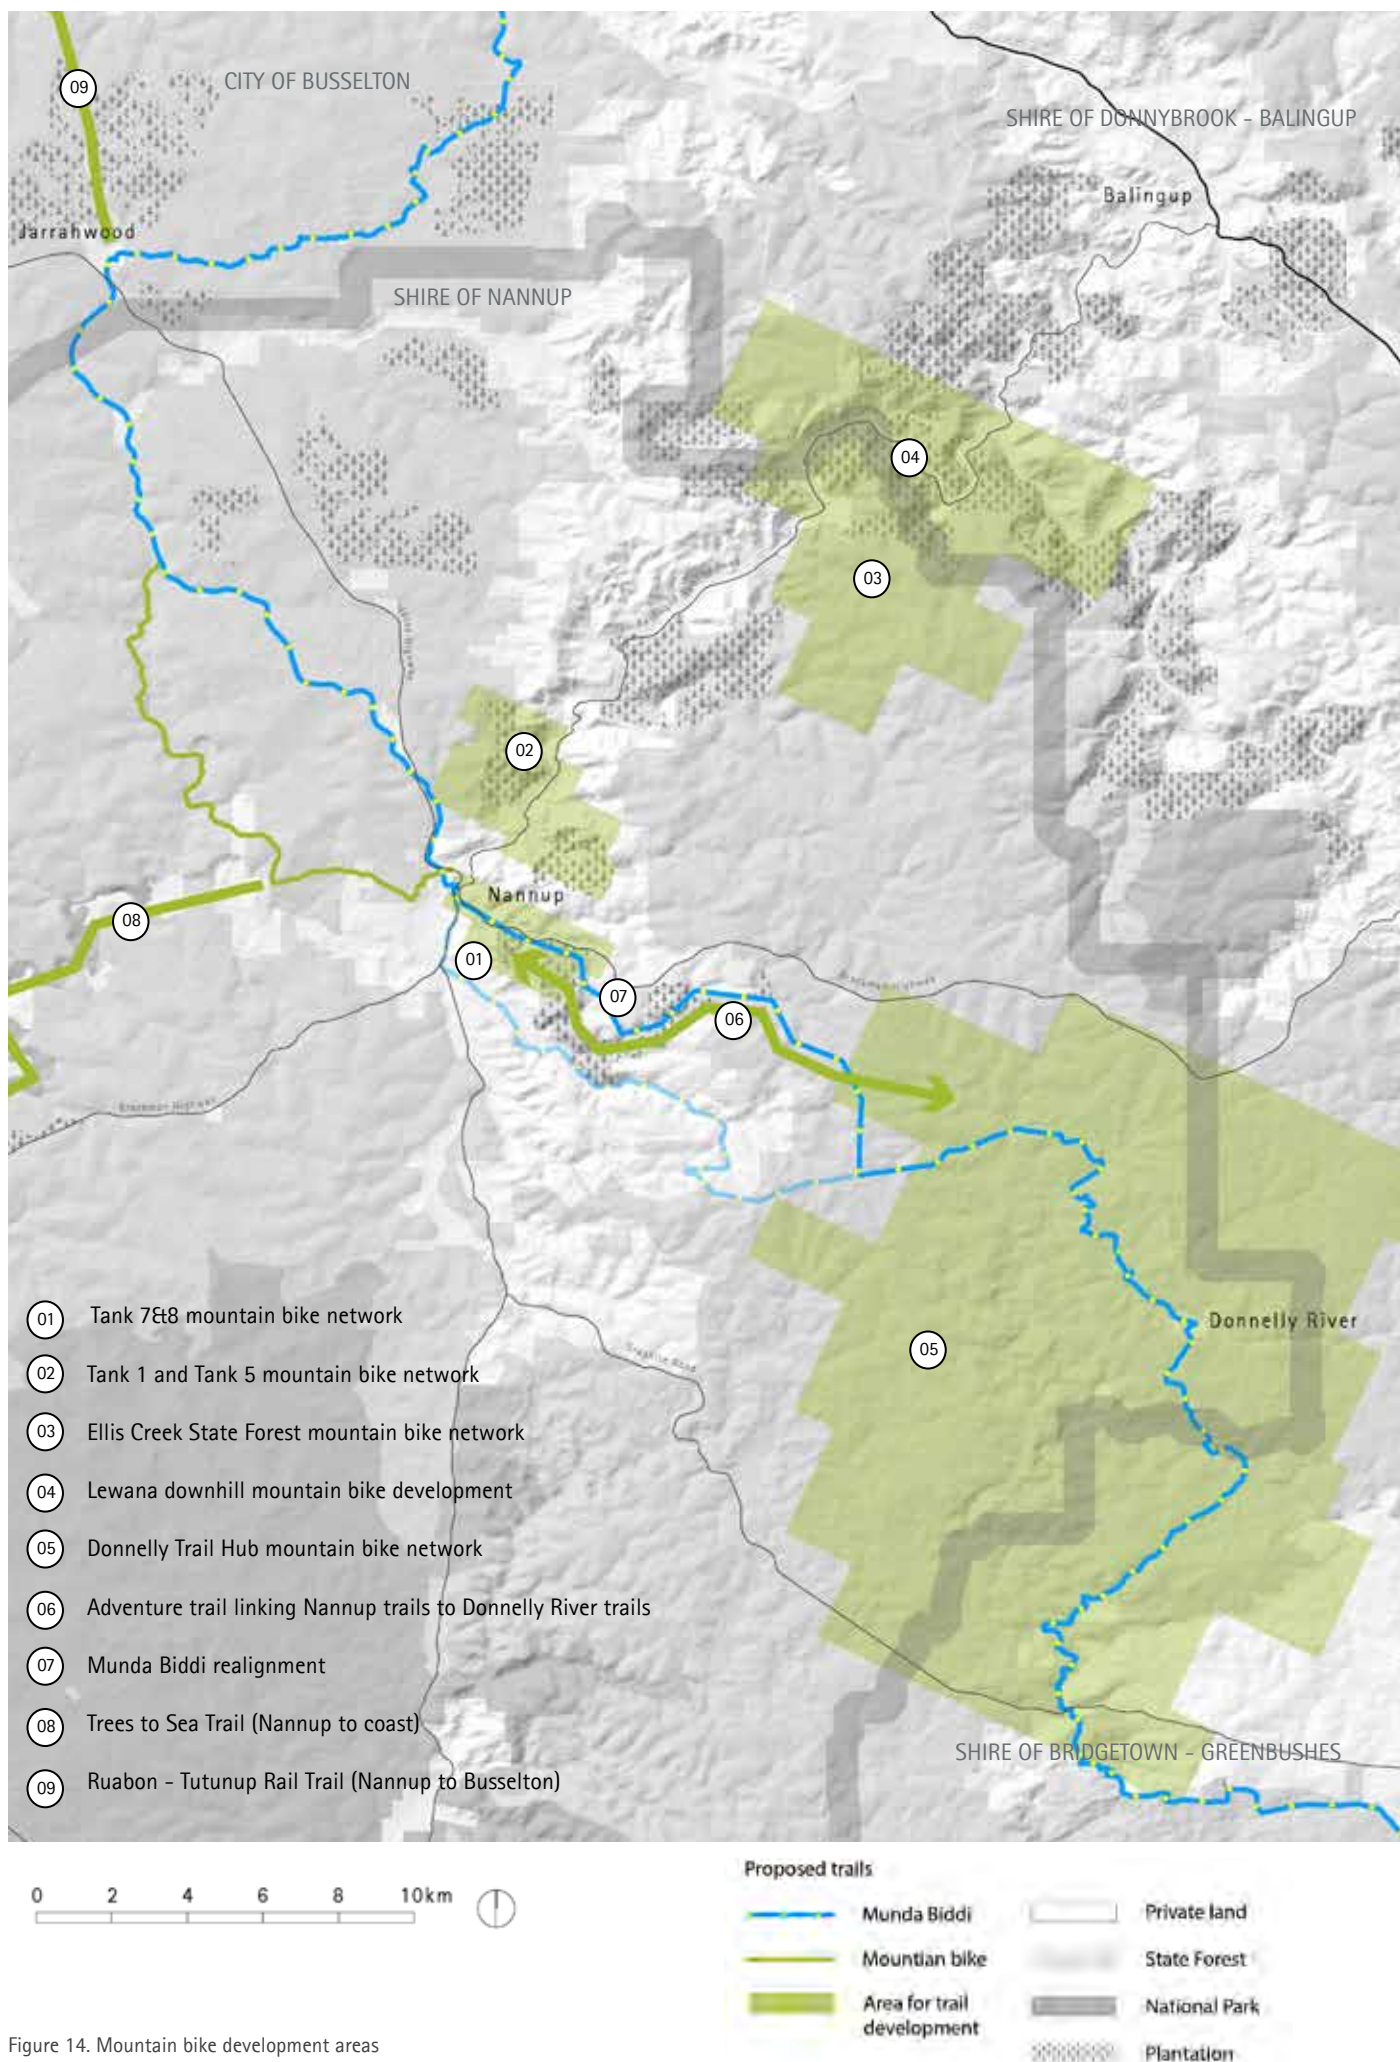 09
CITY OF BUSSELTON
SHIRE OF DONNYBROOK - BALINGUP
Balingup
Jarrahwood
SHIRE OF NANNUP
04
03
02
Nannup
08
01
07
06
Brockman Highway
Donnelly River
05
Graphite Road
01 Tank 7&8 mountain bike network
02 Tank 1 and Tank 5 mountain bike network
03 Ellis Creek State Forest mountain bike network
04 Lewana downhill mountain bike development
05 Donnelly Trail Hub mountain bike network
06 Adventure trail linking Nannup trails to Donnelly River trails
07 Munda Biddi realignment
08 Trees to Sea Trail (Nannup to coast)
09 Ruabon - Tutunup Rail Trail (Nannup to Busselton)
SHIRE OF BRIDGETOWN - GREENBUSHES
0 2 4 6 8 10km
Proposed trails
Munda Biddi
Mountian bike
Area for trail
development
Private land
State Forest
National Park
Plantation
Figure 14. Mountain bike development areas